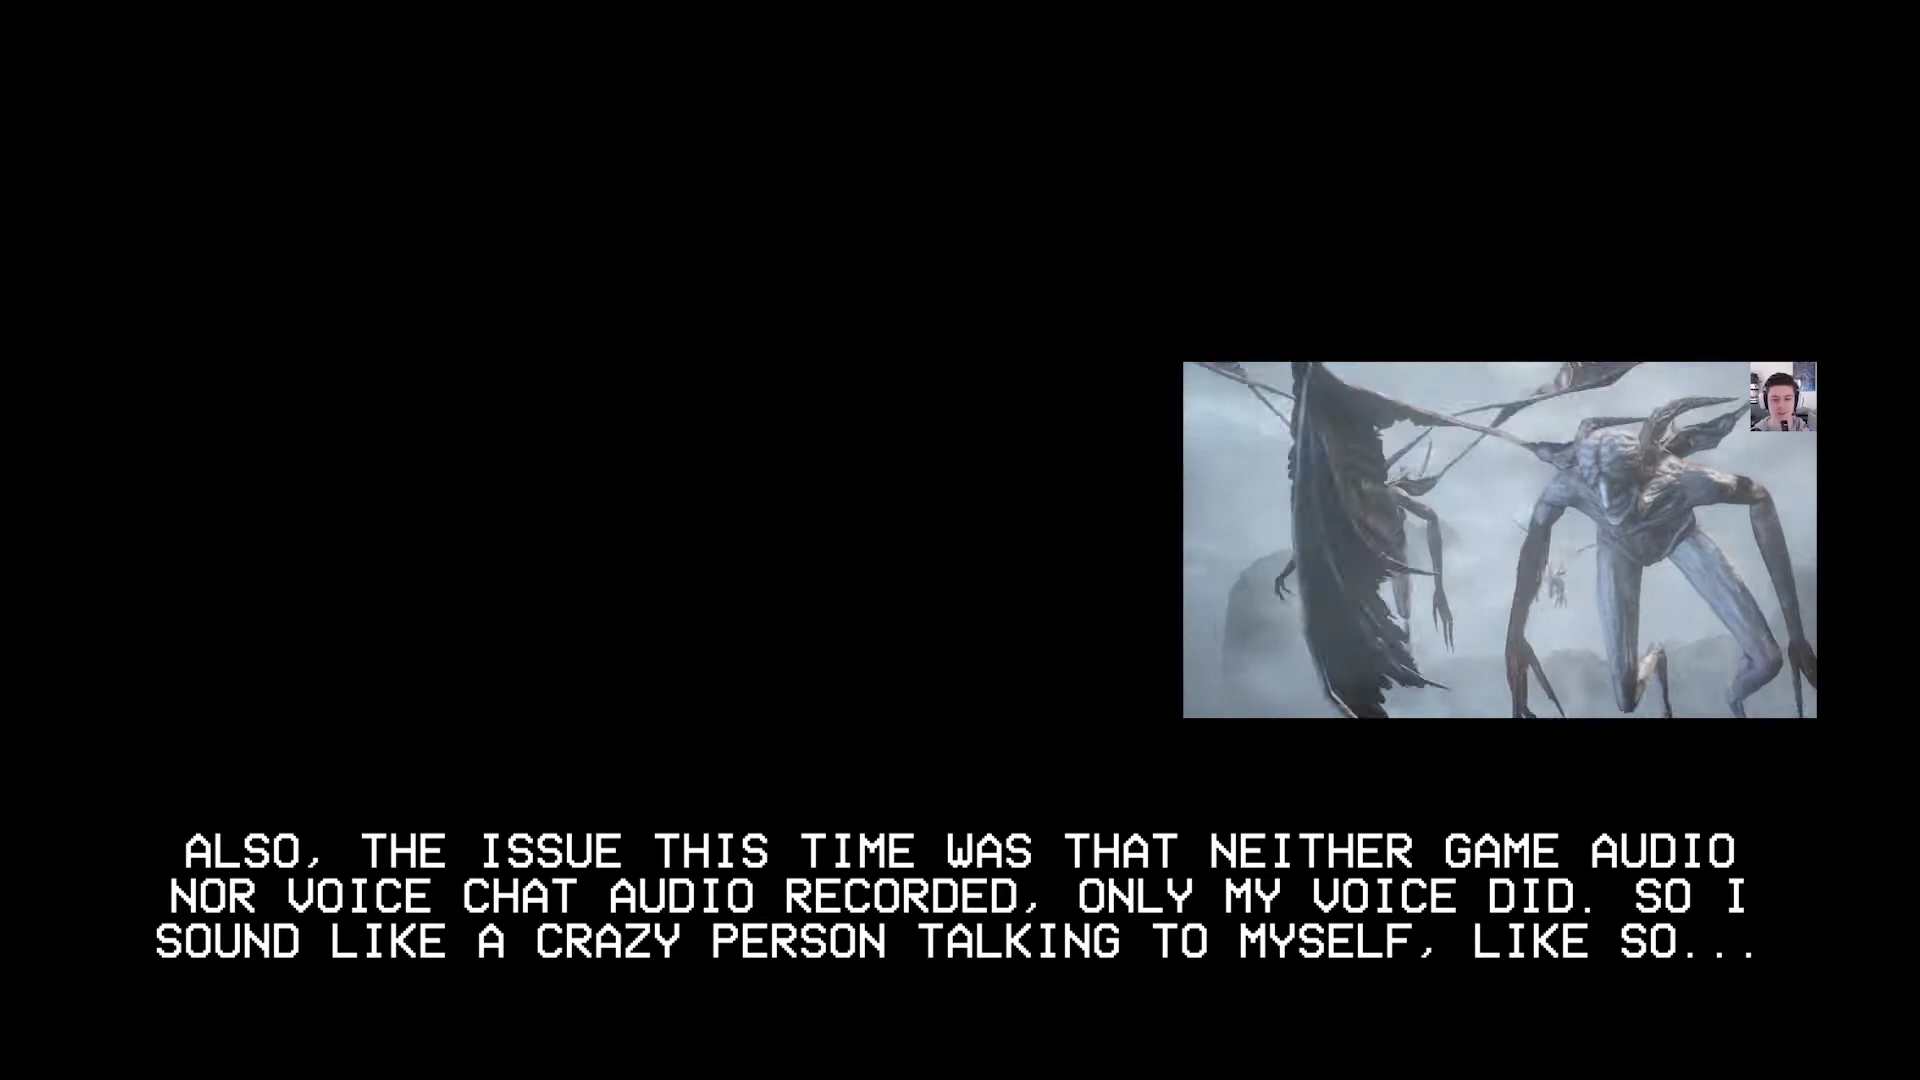 ALSO, THE ISSUE THIS TIME WAS THAT NEITHER GAME AUDIO
NOR VOICE CHAT AUDIO RECORDED, ONLY MY VOICE DID. SO I
SOUND LIKE A CRAZY PERSON TALKING TO MYSELF, LIKE SO...